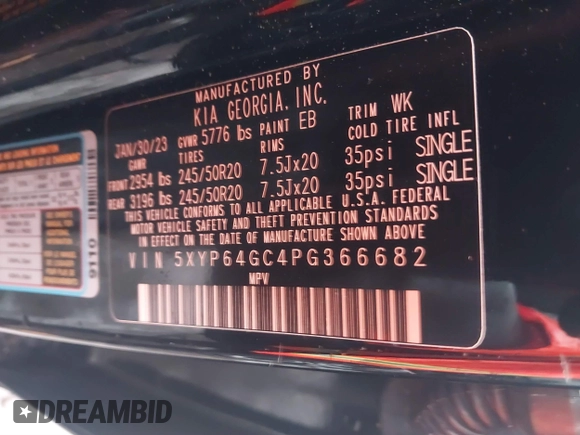 MANUFACTURED BY
KIA GEORGIA, INC.
JAN/30/23 GVWR 5776 lbs PAINT EB TRIM WK
GAWR TIRES RIMS COLD TIRE INFL
FRONT 2954 lbs 245/50R20 7.5Jx20 35psi SINGLE
REAR 3196 lbs 245/50R20 7.5Jx20 35psi SINGLE
THIS VEHICLE CONFORMS TO ALL APPLICABLE U.S.A. FEDERAL
MOTOR VEHICLE SAFETY AND THEFT PREVENTION STANDARDS
IN EFFECT ON THE DATE OF MANUFACTURE SHOWN ABOVE
VIN 5XYP64GC4PG366682
MPV
9110
DREAMBID